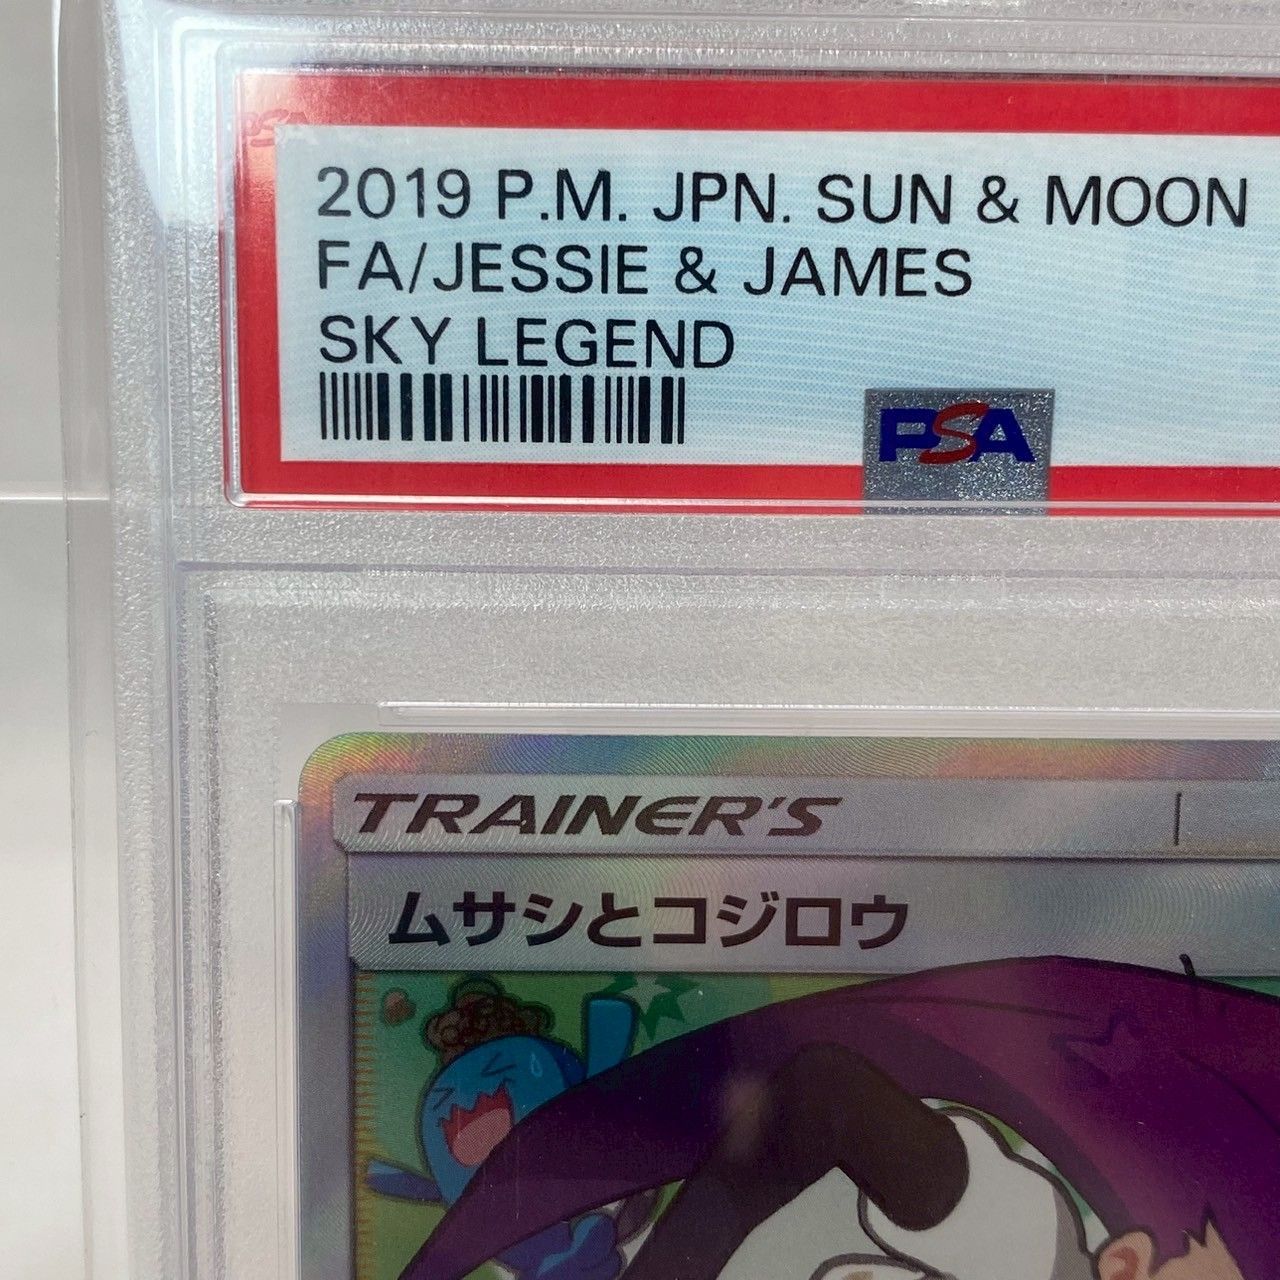 2019 P.M. JPN. SUN & MOON
FA/JESSIE & JAMES
SKY LEGEND
PSA
TRAINER'S
ムサシとコジロウ